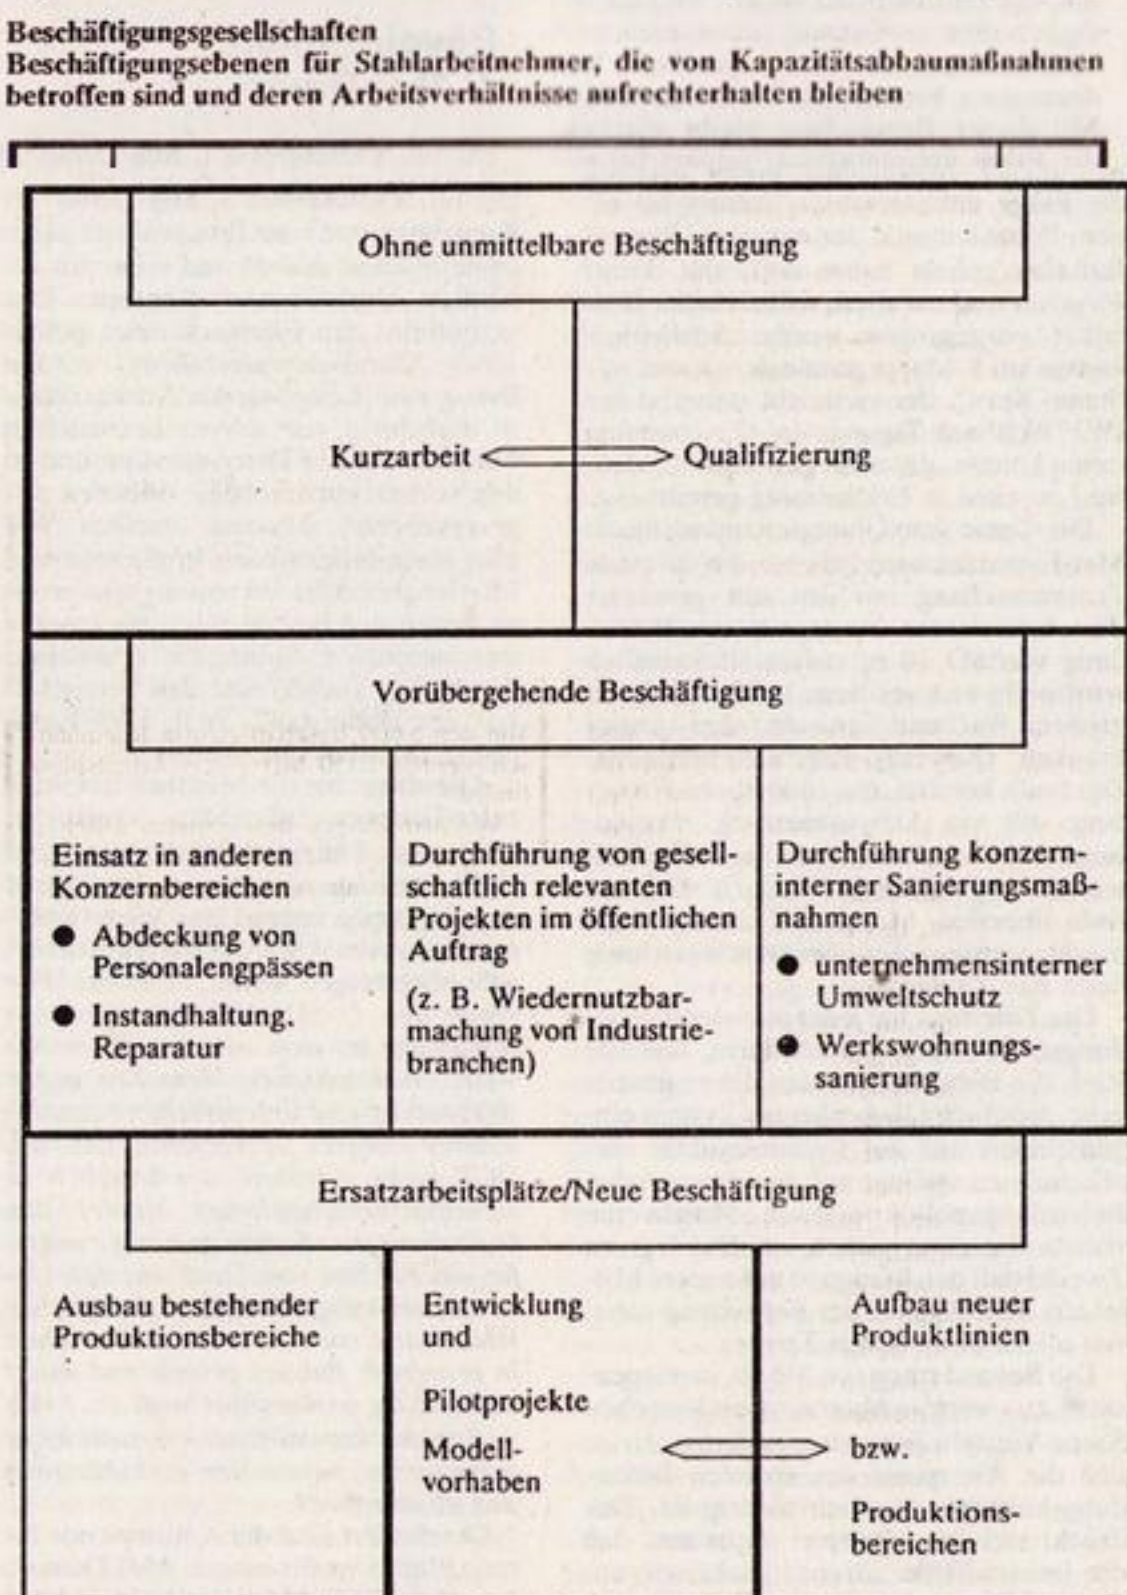 Beschäftigungsgesellschaften
Beschäftigungsebenen für Stahlarbeitnehmer, die von Kapazitätsabbaumaßnahmen
betroffen sind und deren Arbeitsverhältnisse aufrechterhalten bleiben
Ohne unmittelbare Beschäftigung
Kurzarbeit
Qualifizierung
Vorübergehende Beschäftigung
Einsatz in anderen
Konzernbereichen
● Abdeckung von
Personalengpässen
● Instandhaltung.
Reparatur
Durchführung von gesell-
schaftlich relevanten
Projekten im öffentlichen
Auftrag
(z. B. Wiedernutzbar-
machung von Industrie-
branchen)
Durchführung konzern-
interner Sanierungsmaß-
nahmen
● unternehmensinterner
Umweltschutz
● Werkswohnungs-
sanierung
Ersatzarbeitsplätze/Neue Beschäftigung
Ausbau bestehender
Produktionsbereiche
Entwicklung
und
Pilotprojekte
Modell-
vorhaben
Aufbau neuer
Produktlinien
bzw.
Produktions-
bereichen